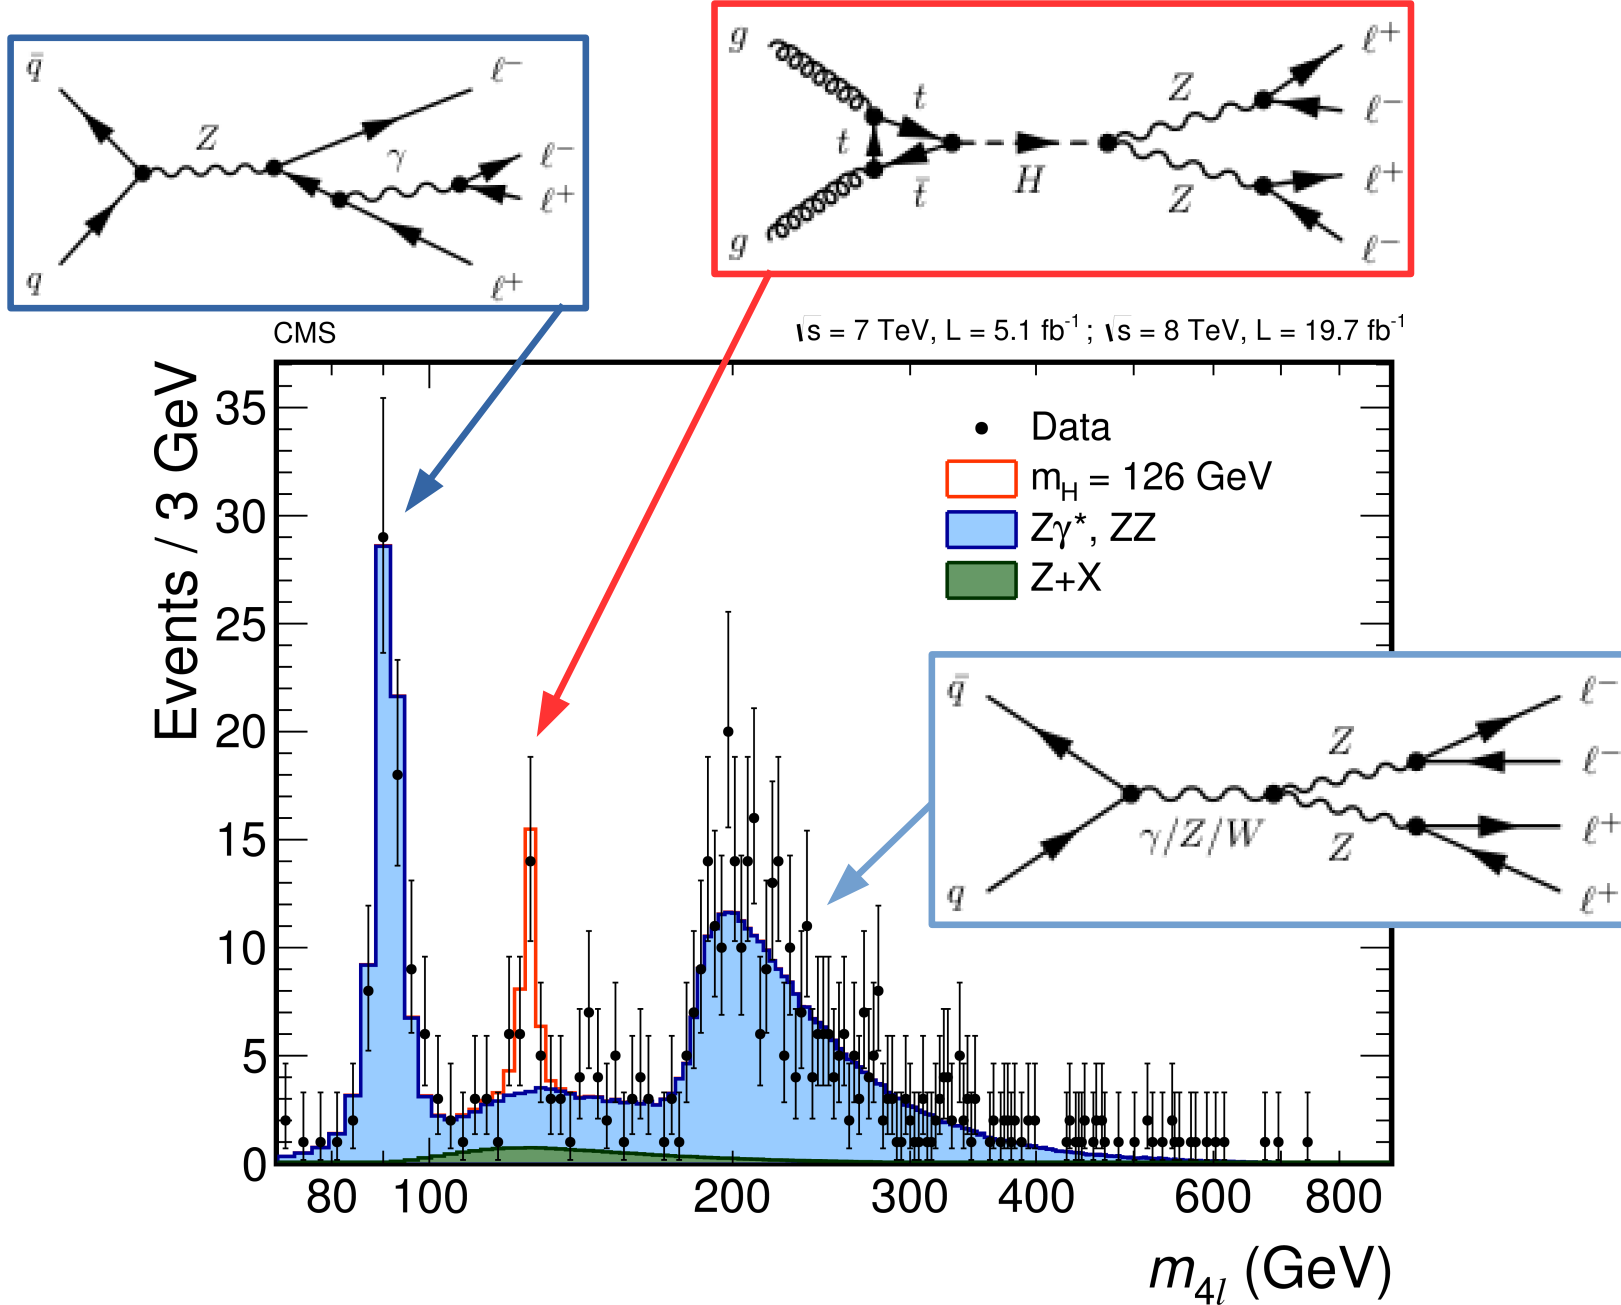 q̄ ℓ⁻
Z γ ℓ⁻
ℓ⁺
q ℓ⁺
g t Z ℓ⁺
ℓ⁻
t H
g t̄ Z ℓ⁺
ℓ⁻
CMS √s = 7 TeV, L = 5.1 fb⁻¹ ; √s = 8 TeV, L = 19.7 fb⁻¹
Events / 3 GeV
35
30
25
20
15
10
5
0
Data
m_H = 126 GeV
Zγ*, ZZ
Z+X
q̄ Z ℓ⁻
ℓ⁻
γ/Z/W Z ℓ⁺
q ℓ⁺
80 100 200 300 400 600 800
m_4l (GeV)